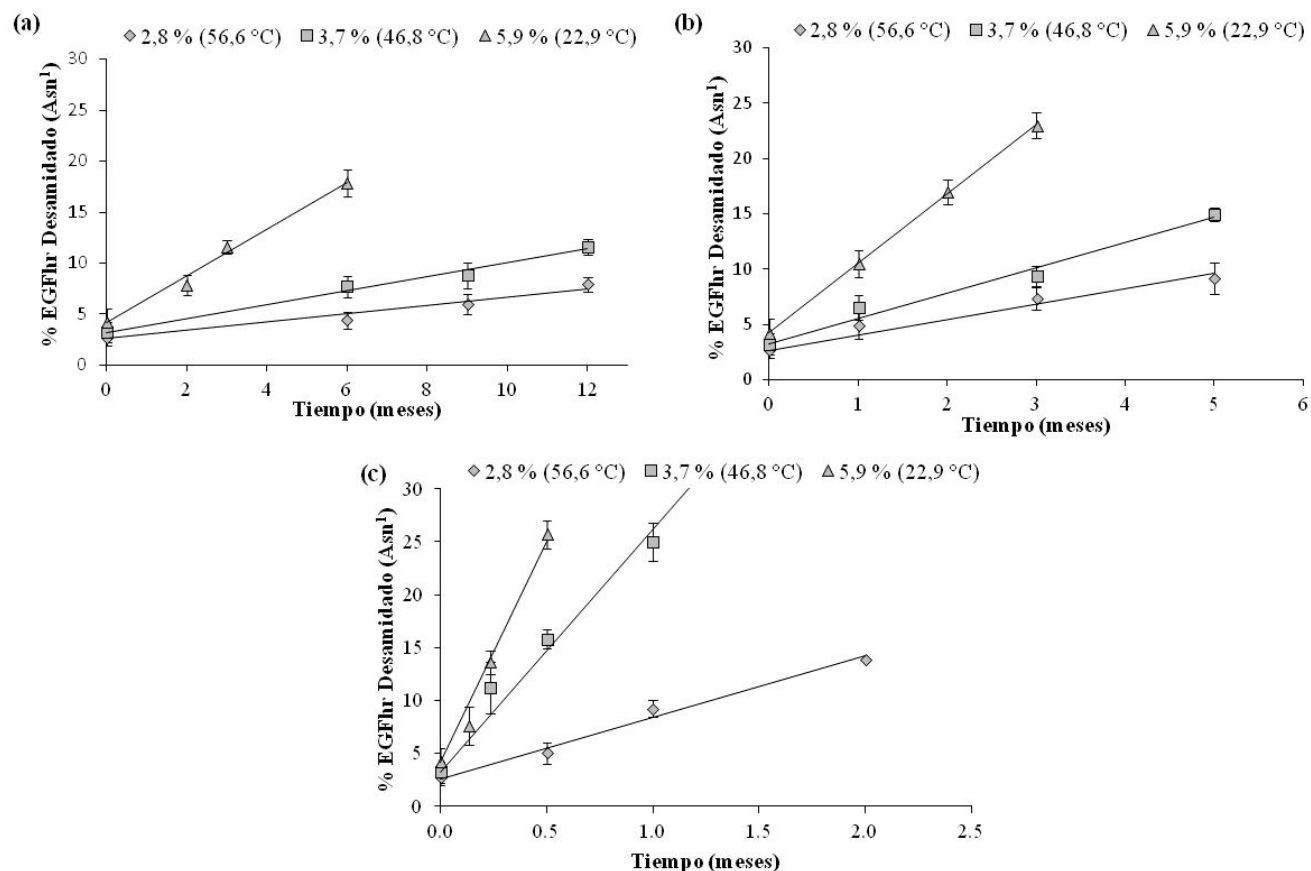 (a)
2,8 % (56,6 °C) 3,7 % (46,8 °C) 5,9 % (22,9 °C)
% EGFhr Desamidado (Asn¹)
30
25
20
15
10
5
0
0 2 4 6 8 10 12
Tiempo (meses)
(b)
2,8 % (56,6 °C) 3,7 % (46,8 °C) 5,9 % (22,9 °C)
% EGFhr Desamidado (Asn¹)
30
25
20
15
10
5
0
0 1 2 3 4 5 6
Tiempo (meses)
(c)
2,8 % (56,6 °C) 3,7 % (46,8 °C) 5,9 % (22,9 °C)
% EGFhr Desamidado (Asn¹)
30
25
20
15
10
5
0
0.0 0.5 1.0 1.5 2.0 2.5
Tiempo (meses)